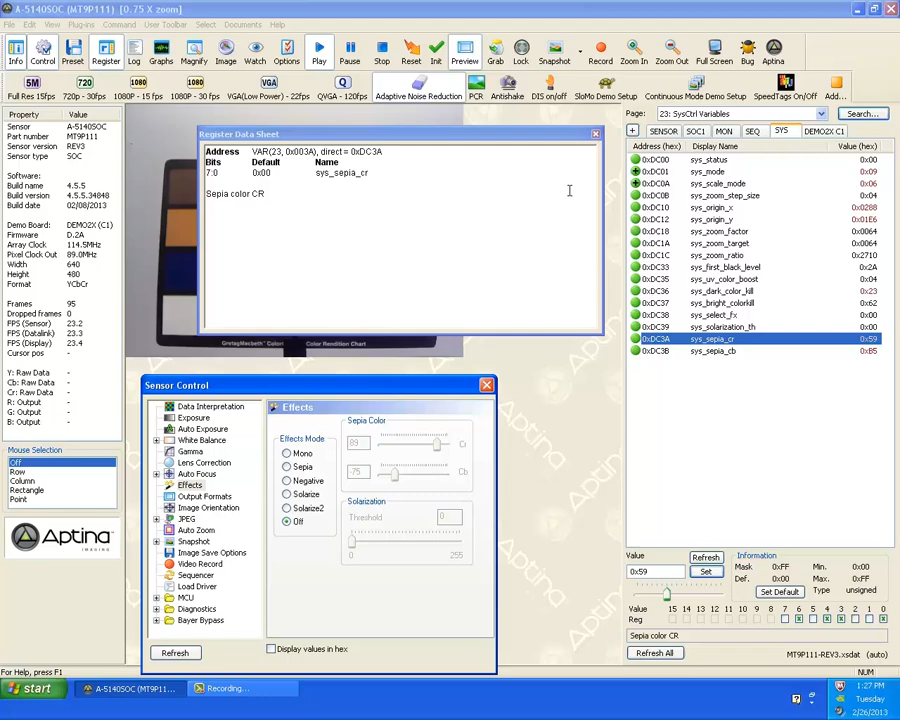 A-5140SOC (MT9P111) [0.75 X zoom]
File Edit View Plug-ins Camera User Toolbar Select Documents Help
Info Control Preset Register Log Graphs Magnify Image Watch Options Play Pause Stop Reset Init Preview Grab Lock Snapshot Record Zoom In Zoom Out Full Screen Bug Aptina
5M 720 1080 1080 VGA Q
Full Res 15fps 720p - 30fps 1080P - 15 fps 1080P - 30 fps VGA(Low Power) - 22fps QVGA - 120fps Adaptive Noise Reduction PCR Antishake DIS on/off SloMo Demo Setup Continuous Mode Demo Setup SpeedTags On/Off Add...
Property Value
Sensor A-5140SOC
Part number MT9P111
Sensor version REV3
Sensor type SOC
Software:
Build name 4.5.5
Build version 4.5.5.34848
Build date 02/08/2013
Demo Board: DEMO2X (C1)
Firmware D.2A
Array Clock 114.5MHz
Pixel Clock Out 89.0MHz
Width 640
Height 480
Format YCbCr
Frames 95
Dropped frames 0
FPS (Sensor) 23.2
FPS (Datalink) 23.3
FPS (Display) 23.4
Cursor pos -
Y: Raw Data -
Cb: Raw Data -
Cr: Raw Data -
R: Output -
G: Output -
B: Output -
Mouse Selection
Off
Row
Column
Rectangle
Point
Aptina
IMAGING
Register Data Sheet
Address VAR(23, 0x003A), direct = 0xDC3A
Bits Default Name
7:0 0x00 sys_sepia_cr
Sepia color CR
GretagMacbeth Color Rendition Chart
Sensor Control
Data Interpretation
Exposure
Auto Exposure
White Balance
Gamma
Lens Correction
Auto Focus
Effects
Output Formats
Image Orientation
JPEG
Auto Zoom
Snapshot
Image Save Options
Video Record
Sequencer
Load Driver
MCU
Diagnostics
Bayer Bypass
Refresh
Effects
Effects Mode
Mono
Sepia
Negative
Solarize
Solarize2
Off
Sepia Color
89 Cr
-75 Cb
Solarization
Threshold 0
0 255
Display values in hex
Page: 23: SysCtrl Variables Search...
SENSOR SOC1 MON SEQ SYS DEMO2X C1
Address (hex) Display Name Value (hex)
0xDC00 sys_status 0x00
0xDC01 sys_mode 0x09
0xDC0A sys_scale_mode 0x06
0xDC0B sys_zoom_step_size 0x04
0xDC10 sys_origin_x 0x0288
0xDC12 sys_origin_y 0x01E6
0xDC18 sys_zoom_factor 0x0064
0xDC1A sys_zoom_target 0x0064
0xDC1C sys_zoom_ratio 0x2710
0xDC33 sys_first_black_level 0x2A
0xDC35 sys_uv_color_boost 0x04
0xDC36 sys_dark_color_kill 0x23
0xDC37 sys_bright_colorkill 0x62
0xDC38 sys_select_fx 0x00
0xDC39 sys_solarization_th 0x00
0xDC3A sys_sepia_cr 0x59
0xDC3B sys_sepia_cb 0xB5
Value Refresh Information
0x59 Set Mask 0xFF Min. 0x00
Def. 0x00 Max. 0xFF
Set Default Type unsigned
Value 15 14 13 12 11 10 9 8 7 6 5 4 3 2 1 0
Reg
Sepia color CR
Refresh All MT9P111-REV3.xsdat (auto)
For Help, press F1 NUM
start A-5140SOC (MT9P11... Recording...
1:27 PM
Tuesday
2/26/2013